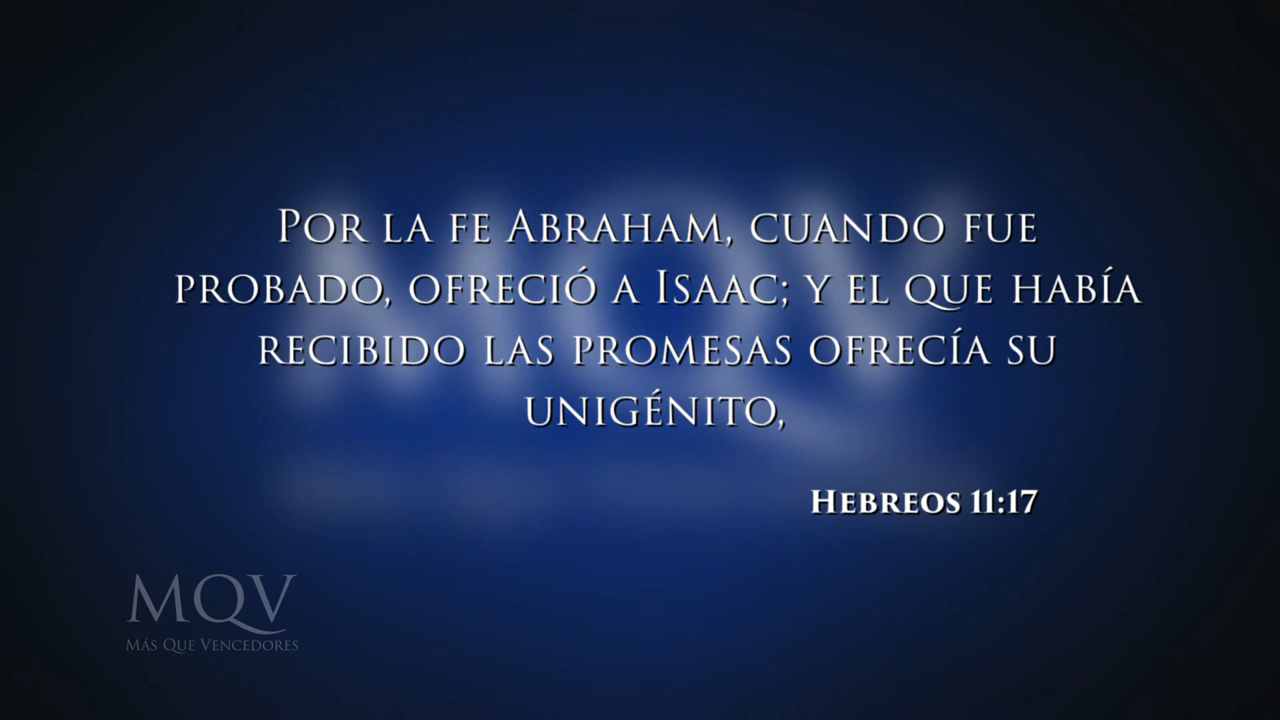 Por la fe Abraham, cuando fue
probado, ofreció a Isaac; y el que había
recibido las promesas ofrecía su
unigénito,
Hebreos 11:17
MQV
Más Que Vencedores